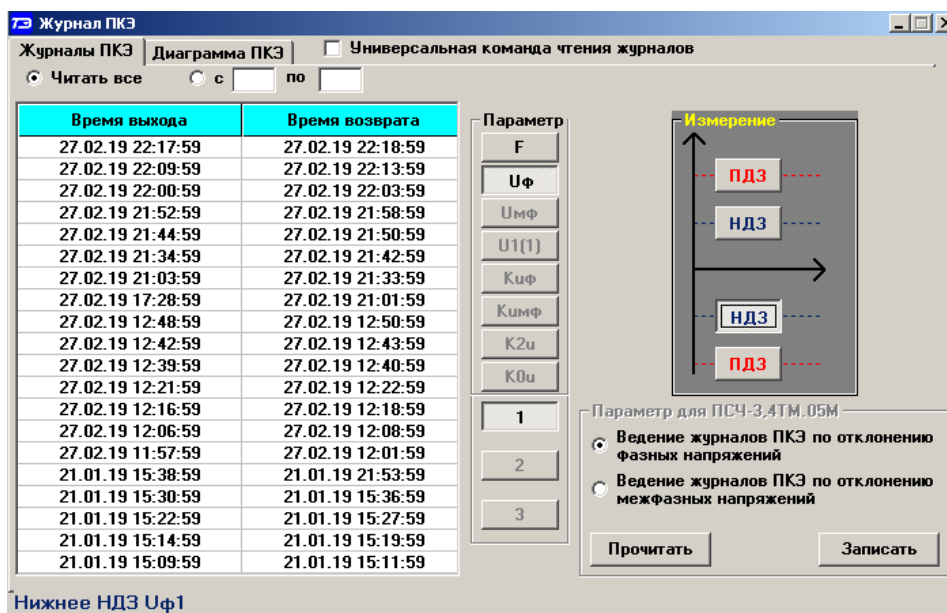 ТЭ Журнал ПКЭ
Журналы ПКЭ Диаграмма ПКЭ Универсальная команда чтения журналов
Читать все с по
Время выхода Время возврата
27.02.19 22:17:59 27.02.19 22:18:59
27.02.19 22:09:59 27.02.19 22:13:59
27.02.19 22:00:59 27.02.19 22:03:59
27.02.19 21:52:59 27.02.19 21:58:59
27.02.19 21:44:59 27.02.19 21:50:59
27.02.19 21:34:59 27.02.19 21:42:59
27.02.19 21:03:59 27.02.19 21:33:59
27.02.19 17:28:59 27.02.19 21:01:59
27.02.19 12:48:59 27.02.19 12:50:59
27.02.19 12:42:59 27.02.19 12:43:59
27.02.19 12:39:59 27.02.19 12:40:59
27.02.19 12:21:59 27.02.19 12:22:59
27.02.19 12:16:59 27.02.19 12:18:59
27.02.19 12:06:59 27.02.19 12:08:59
27.02.19 11:57:59 27.02.19 12:01:59
21.01.19 15:38:59 21.01.19 21:53:59
21.01.19 15:30:59 21.01.19 15:36:59
21.01.19 15:22:59 21.01.19 15:27:59
21.01.19 15:14:59 21.01.19 15:19:59
21.01.19 15:09:59 21.01.19 15:11:59
Параметр
F
Uф
Uмф
U1(1)
Kuф
Kuмф
K2u
K0u
1
2
3
Измерение
ПДЗ
НДЗ
НДЗ
ПДЗ
Параметр для ПСЧ-3,4ТМ.05М
Ведение журналов ПКЭ по отклонению
фазных напряжений
Ведение журналов ПКЭ по отклонению
межфазных напряжений
Прочитать Записать
Нижнее НДЗ Uф1